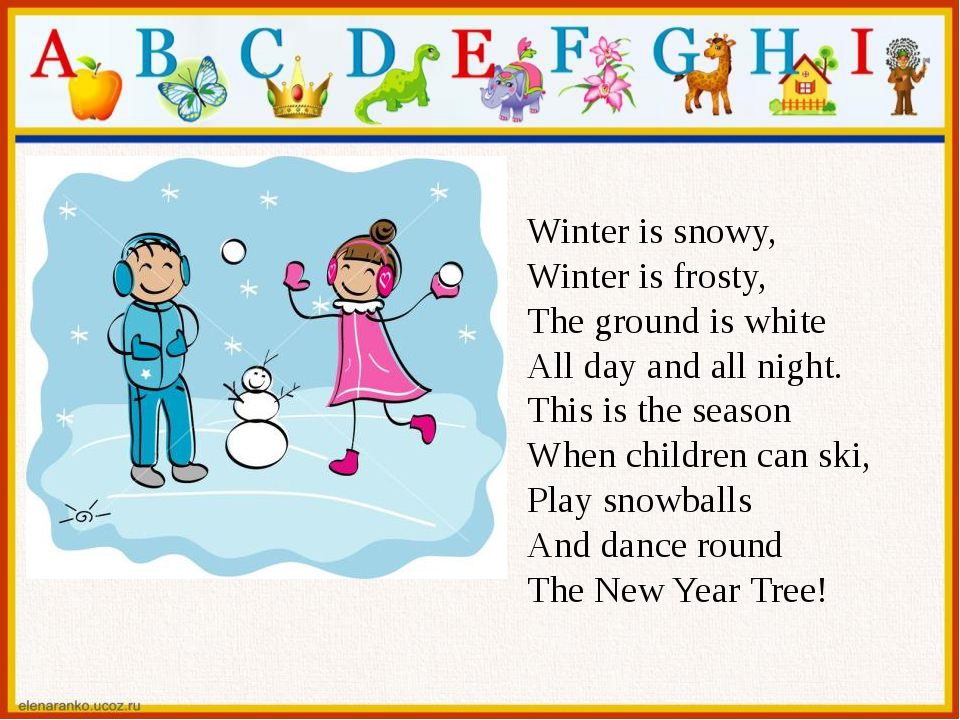 A B C D E F G H I
Winter is snowy,
Winter is frosty,
The ground is white
All day and all night.
This is the season
When children can ski,
Play snowballs
And dance round
The New Year Tree!
elenaranko.ucoz.ru